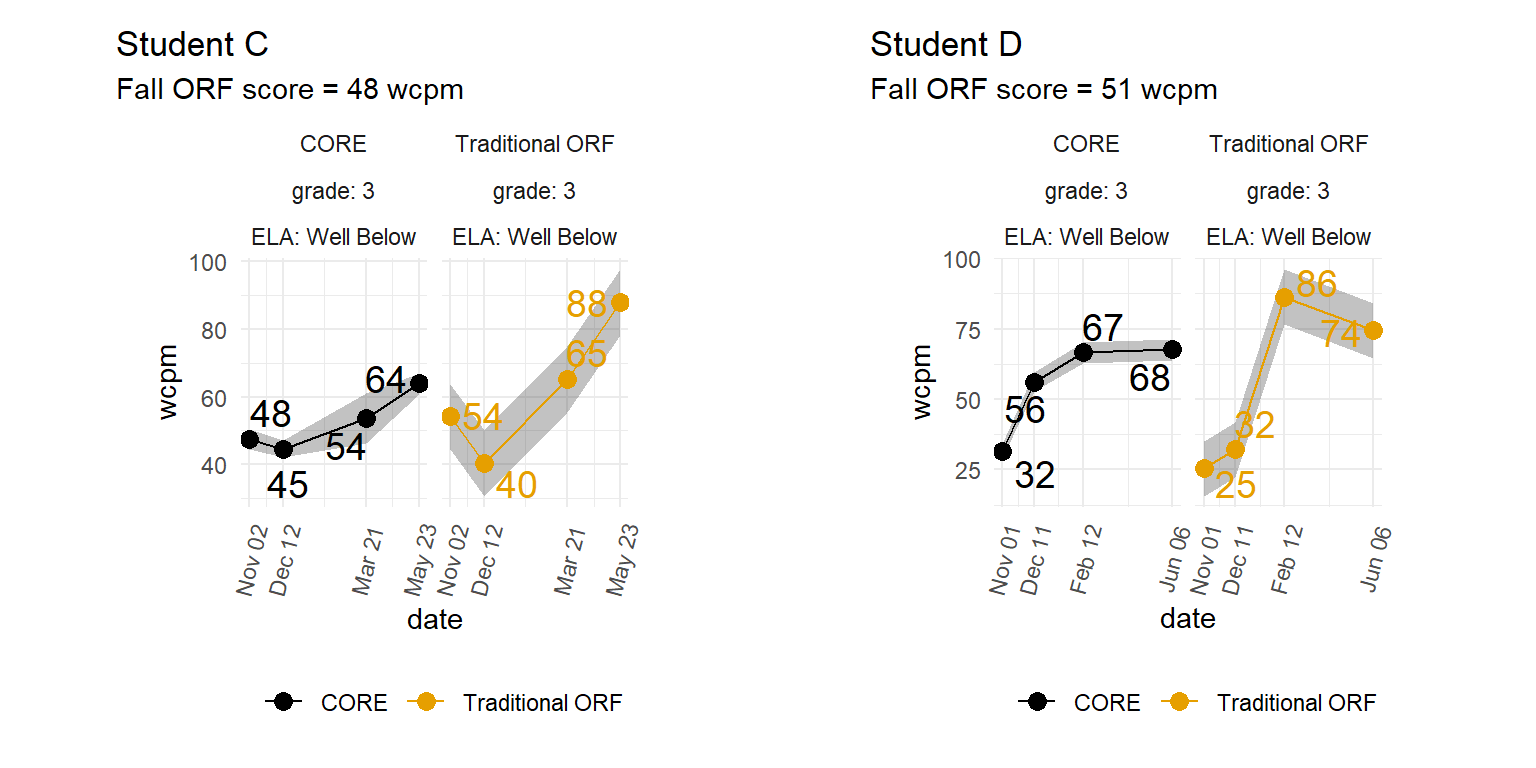 Student C
Fall ORF score = 48 wcpm
CORE
Traditional ORF
grade: 3
grade: 3
ELA: Well Below
ELA: Well Below
100
80
60
40
wcpm
48
45
54
64
54
40
65
88
Nov 02
Dec 12
Mar 21
May 23
Nov 02
Dec 12
Mar 21
May 23
date
CORE
Traditional ORF
Student D
Fall ORF score = 51 wcpm
CORE
Traditional ORF
grade: 3
grade: 3
ELA: Well Below
ELA: Well Below
100
75
50
25
wcpm
32
56
67
68
25
32
86
74
Nov 01
Dec 11
Feb 12
Jun 06
Nov 01
Dec 11
Feb 12
Jun 06
date
CORE
Traditional ORF